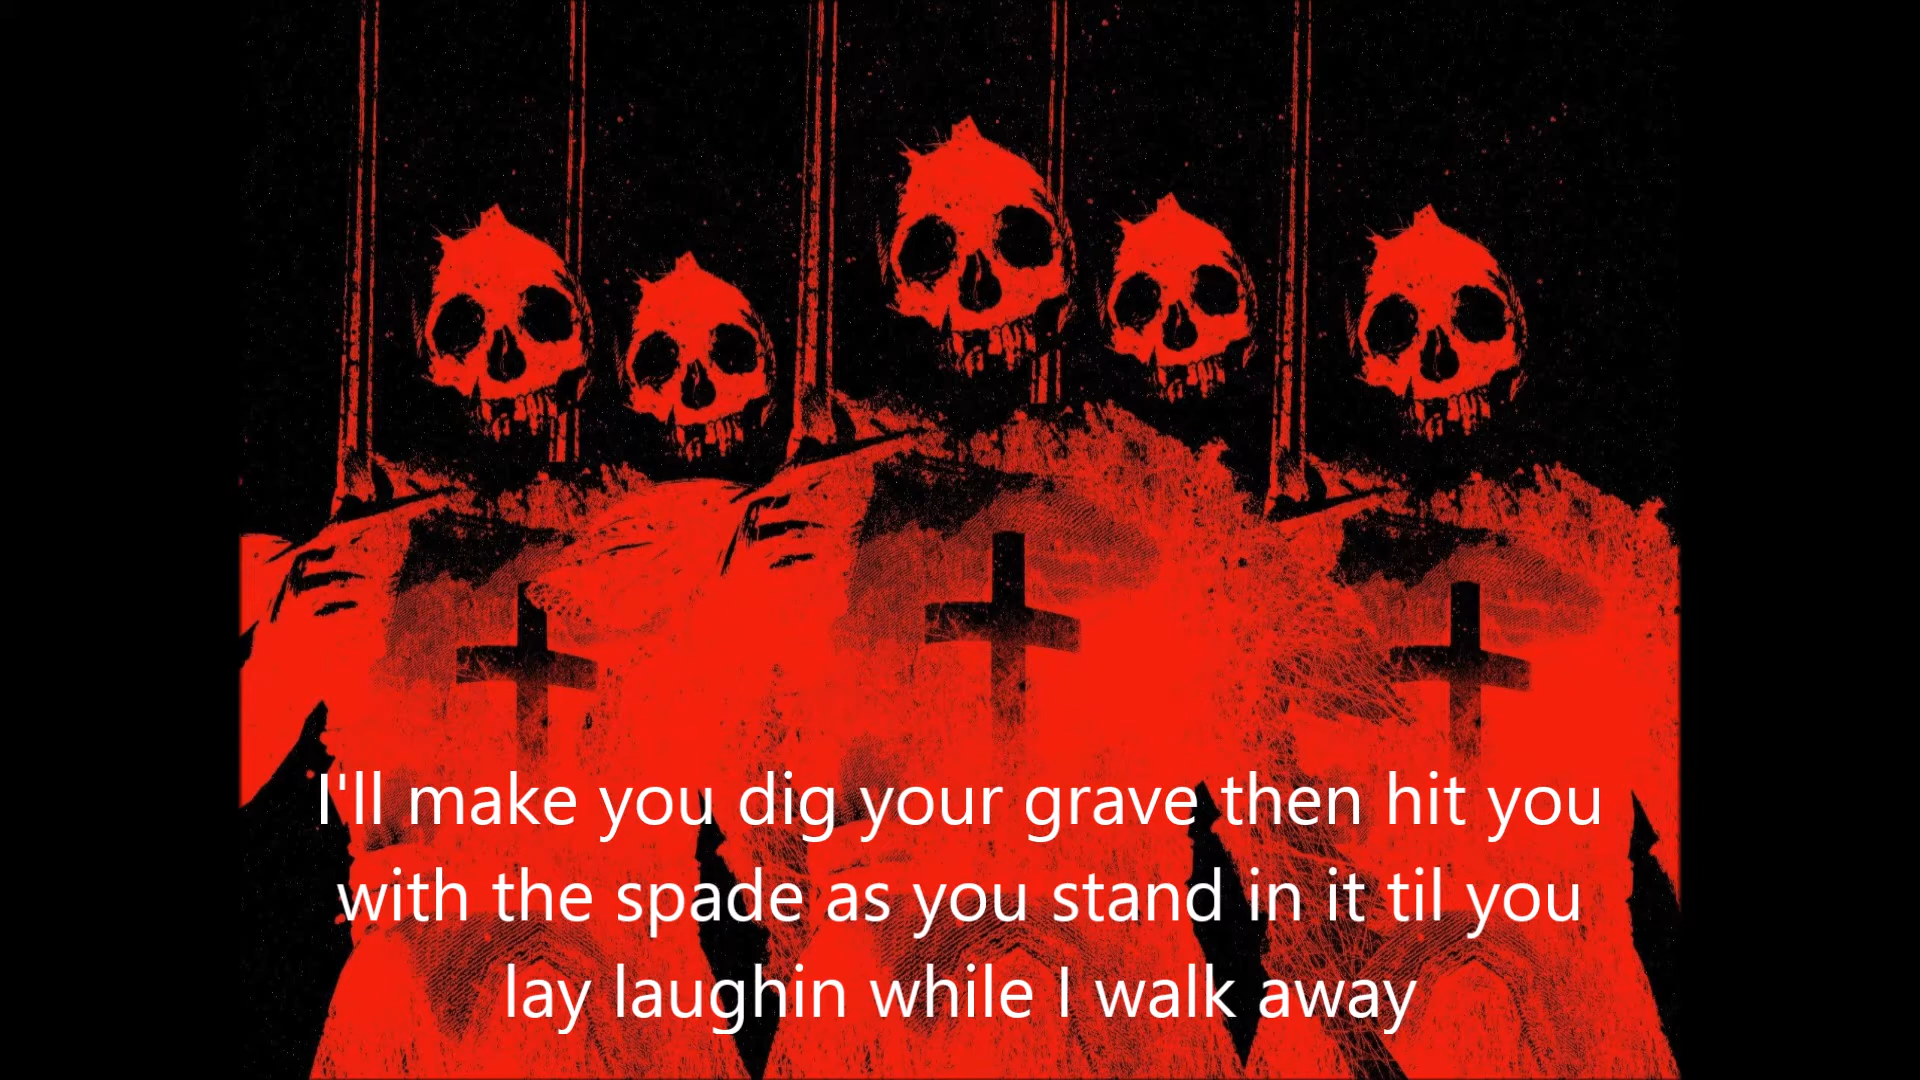 I'll make you dig your grave then hit you
with the spade as you stand in it til you
lay laughin while I walk away